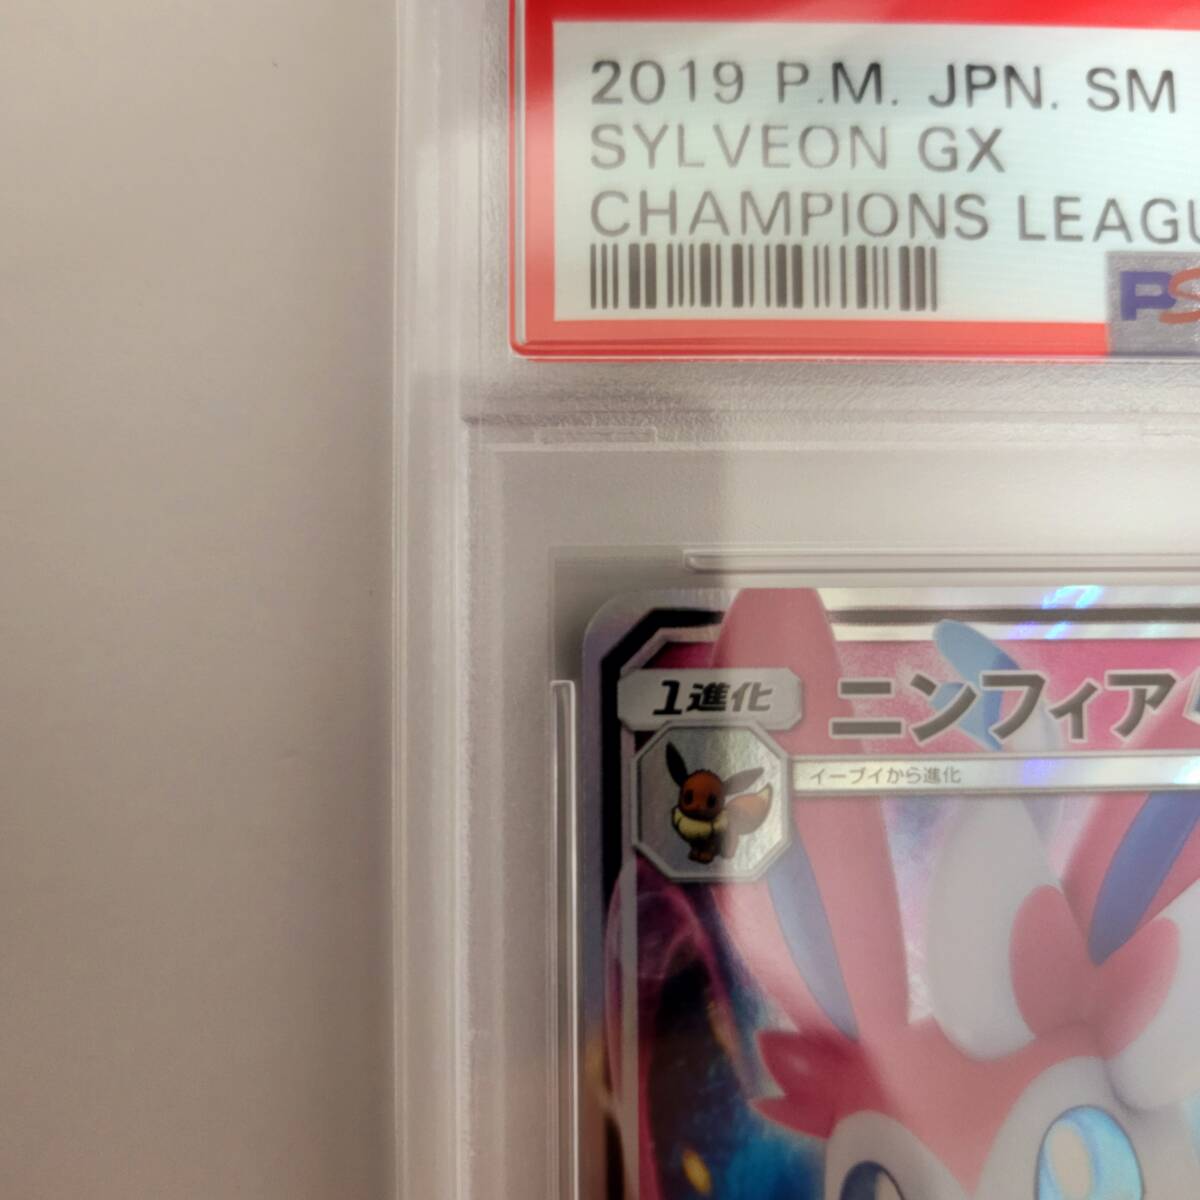 2019 P.M. JPN. SM
SYLVEON GX
CHAMPIONS LEAGU
PS
1進化
ニンフィア
イーブイから進化